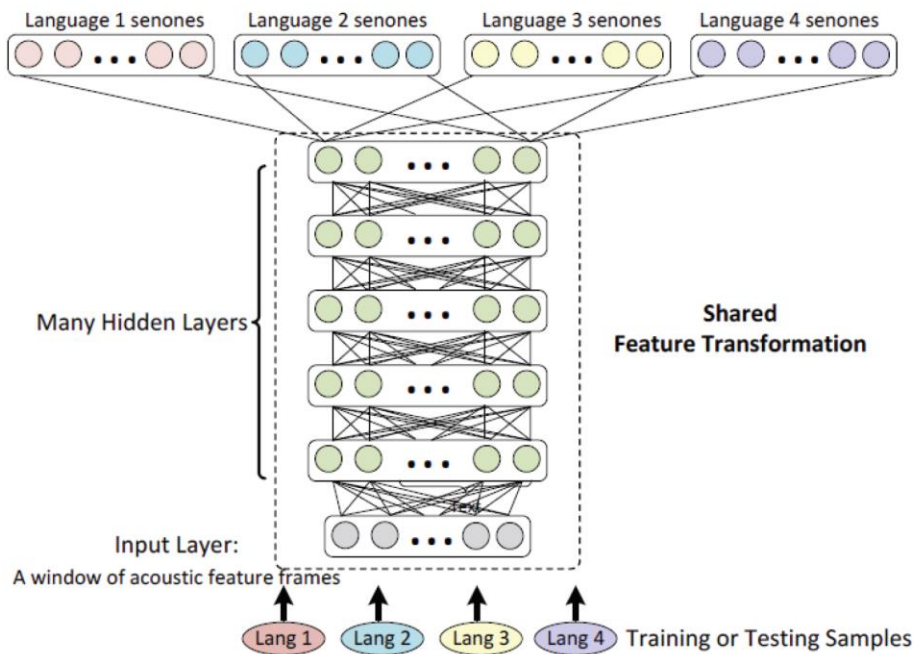 Language 1 senones
Language 2 senones
Language 3 senones
Language 4 senones
Many Hidden Layers
Shared
Feature Transformation
Text
Input Layer:
A window of acoustic feature frames
Lang 1
Lang 2
Lang 3
Lang 4
Training or Testing Samples